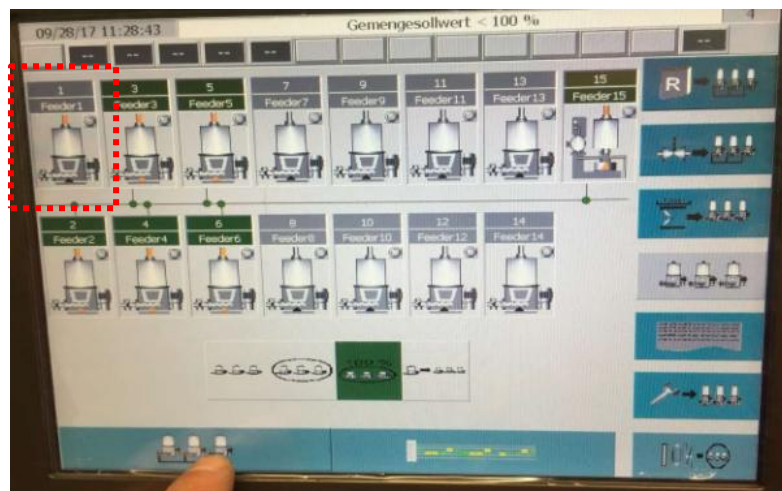 09/28/17 11:28:43
Gemengesollwert < 100 %
4
--
--
--
--
--
--
1
Feeder1
3
Feeder3
5
Feeder5
7
Feeder7
9
Feeder9
11
Feeder11
13
Feeder13
15
Feeder15
R
2
Feeder2
4
Feeder4
6
Feeder6
8
Feeder8
10
Feeder10
12
Feeder12
14
Feeder14
100 %